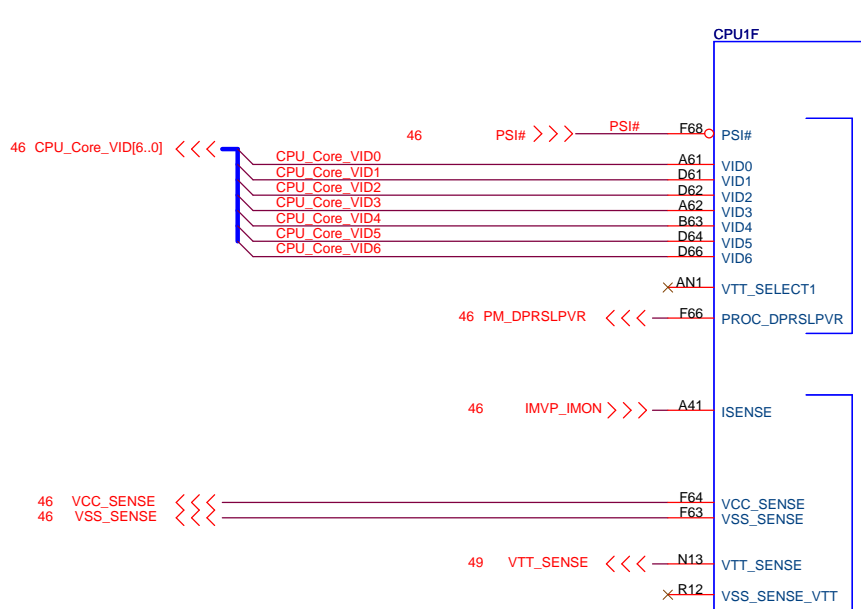 CPU1F
46 PSI# PSI# F68 PSI#
46 CPU_Core_VID[6..0]
CPU_Core_VID0 A61 VID0
CPU_Core_VID1 D61 VID1
CPU_Core_VID2 D62 VID2
CPU_Core_VID3 A62 VID3
CPU_Core_VID4 B63 VID4
CPU_Core_VID5 D64 VID5
CPU_Core_VID6 D66 VID6
AN1 VTT_SELECT1
46 PM_DPRSLPVR F66 PROC_DPRSLPVR
46 IMVP_IMON A41 ISENSE
46 VCC_SENSE F64 VCC_SENSE
46 VSS_SENSE F63 VSS_SENSE
49 VTT_SENSE N13 VTT_SENSE
R12 VSS_SENSE_VTT